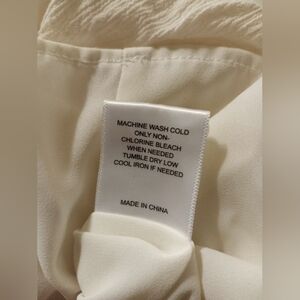 MACHINE WASH COLD
ONLY NON-
CHLORINE BLEACH
WHEN NEEDED
TUMBLE DRY LOW
COOL IRON IF NEEDED
MADE IN CHINA